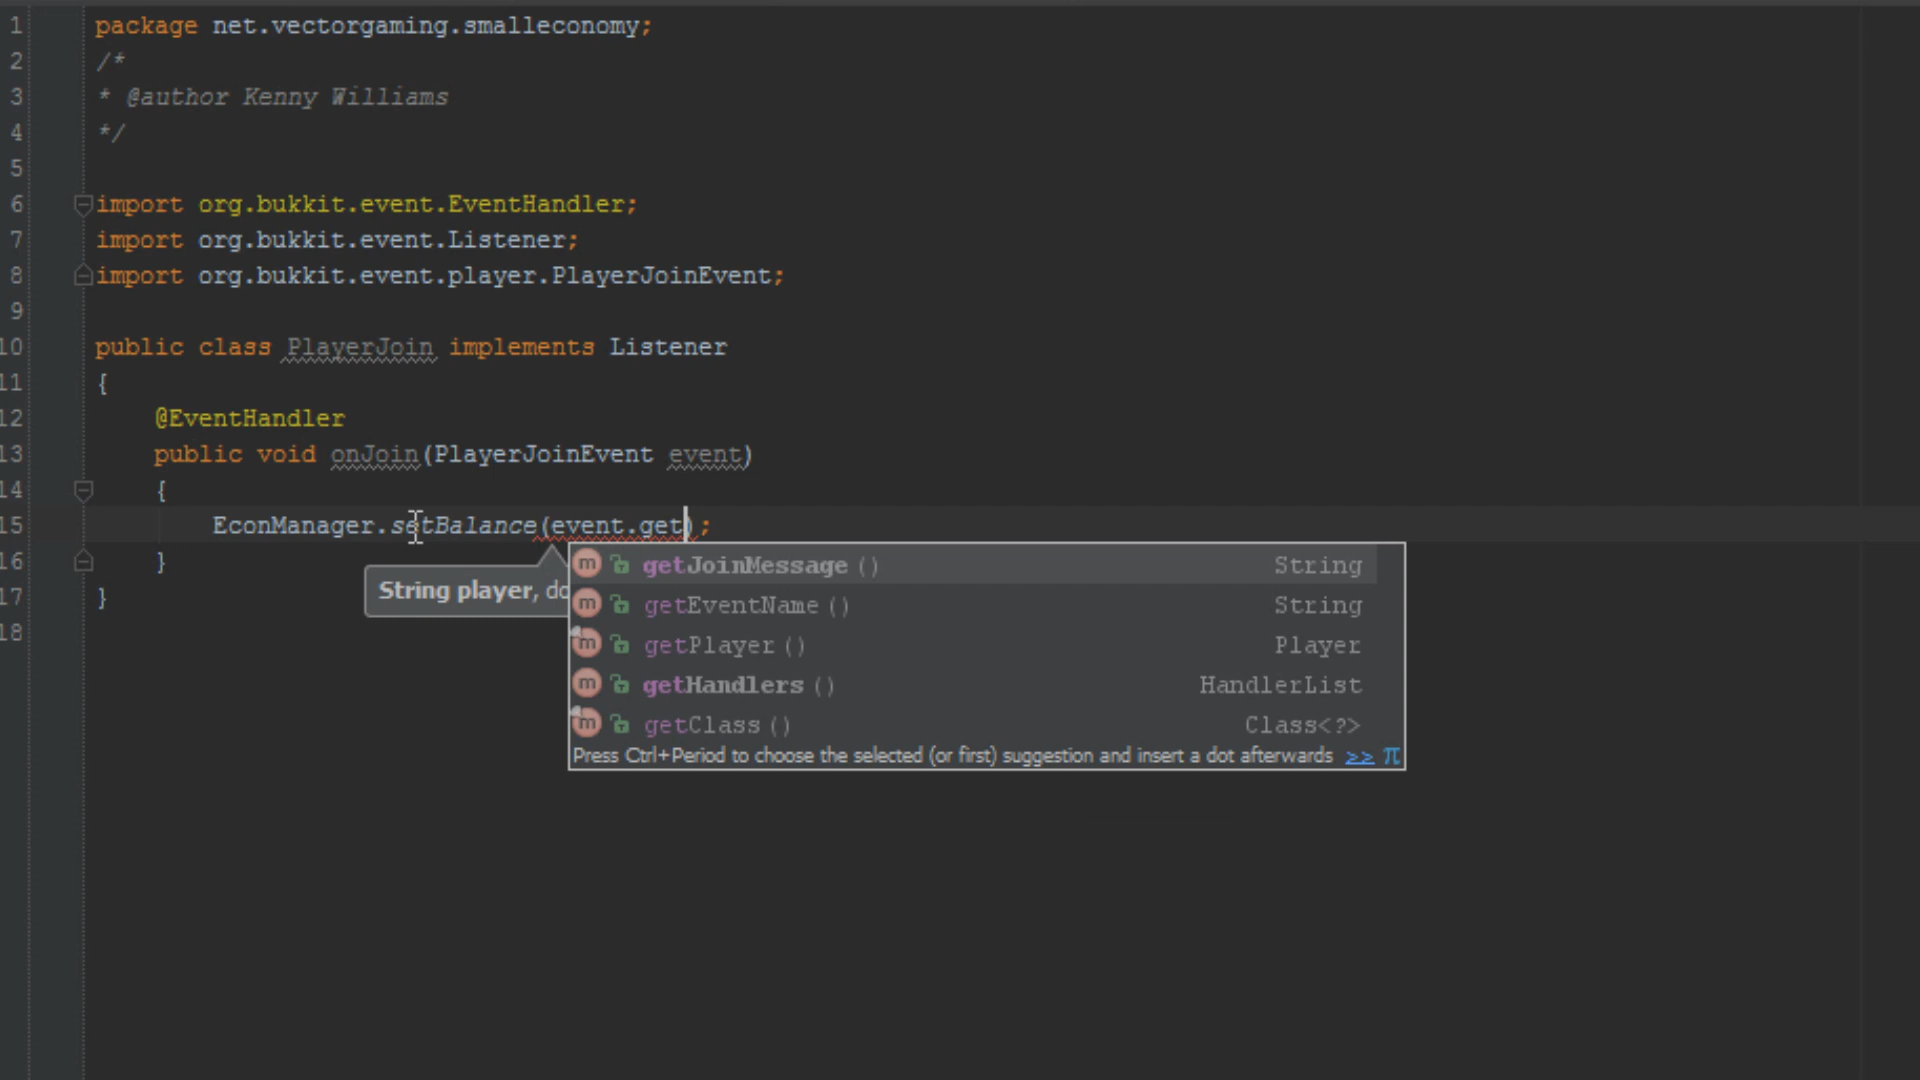 1 package net.vectorgaming.smalleconomy;
2 /*
3 * @author Kenny Williams
4 */
5
6 import org.bukkit.event.EventHandler;
7 import org.bukkit.event.Listener;
8 import org.bukkit.event.player.PlayerJoinEvent;
9
10 public class PlayerJoin implements Listener
11 {
12 @EventHandler
13 public void onJoin(PlayerJoinEvent event)
14 {
15 EconManager.setBalance(event.get);
16 }
17 }
18
String player, do
m getJoinMessage () String
m getEventName () String
m getPlayer () Player
m getHandlers () HandlerList
m getClass () Class<?>
Press Ctrl+Period to choose the selected (or first) suggestion and insert a dot afterwards >> π